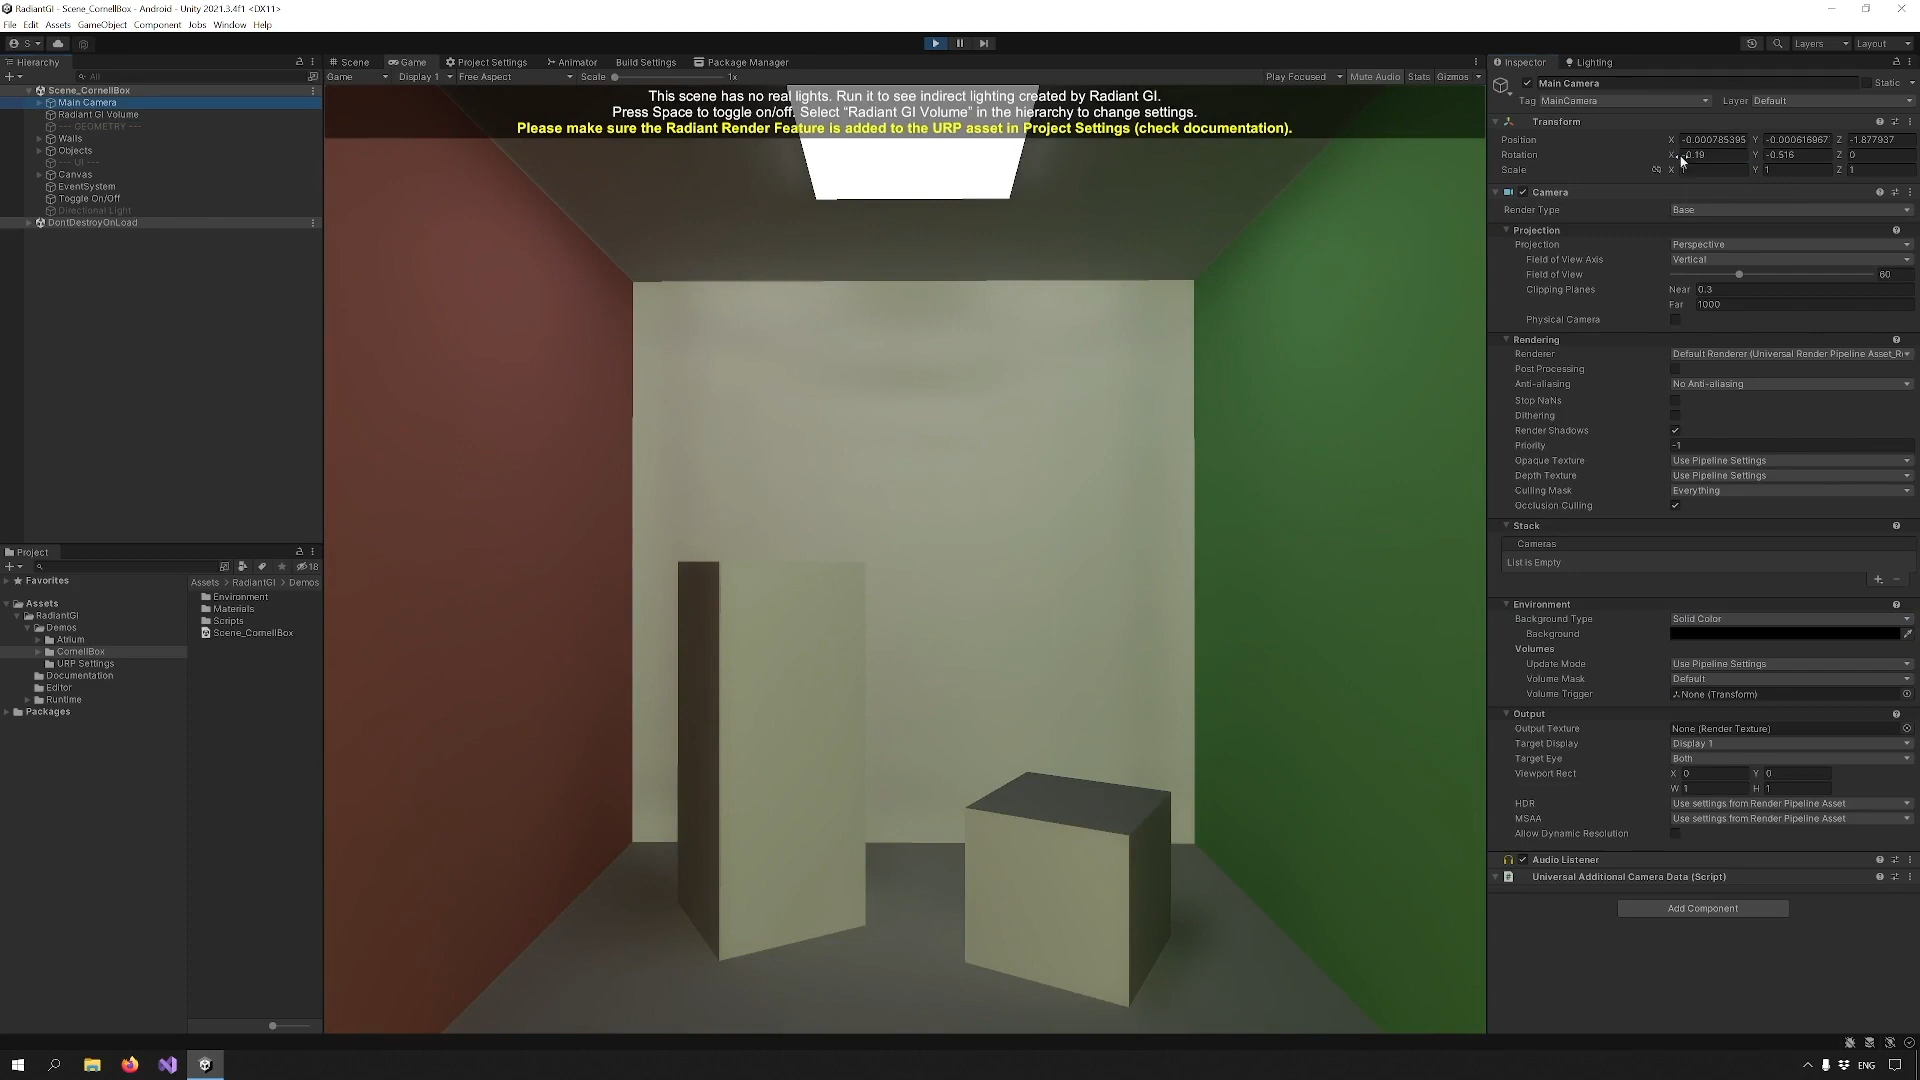 RadiantGI - Scene_CornellBox - Android - Unity 2021.3.4f1 <DX11>
File Edit Assets GameObject Component Jobs Window Help
S
Layers
Layout
Hierarchy
All
Scene_CornellBox
Main Camera
Radiant GI Volume
--- GEOMETRY ---
Walls
Objects
--- UI ---
Canvas
EventSystem
Toggle On/Off
Directional Light
DontDestroyOnLoad
Scene Game Project Settings Animator Build Settings Package Manager
Game Display 1 Free Aspect Scale 1x Play Focused Mute Audio Stats Gizmos
This scene has no real lights. Run it to see indirect lighting created by Radiant GI.
Press Space to toggle on/off. Select "Radiant GI Volume" in the hierarchy to change settings.
Please make sure the Radiant Render Feature is added to the URP asset in Project Settings (check documentation).
Project
18
Favorites
Assets
RadiantGI
Demos
Atrium
CornellBox
URP Settings
Documentation
Editor
Runtime
Packages
Assets > RadiantGI > Demos
Environment
Materials
Scripts
Scene_CornellBox
Inspector Lighting
Main Camera Static
Tag MainCamera Layer Default
Transform
Position X -0.000785395 Y -0.000616967 Z -1.877937
Rotation X -0.19 Y -0.516 Z 0
Scale X 1 Y 1 Z 1
Camera
Render Type Base
Projection
Projection Perspective
Field of View Axis Vertical
Field of View 60
Clipping Planes Near 0.3
Far 1000
Physical Camera
Rendering
Renderer Default Renderer (Universal Render Pipeline Asset_R
Post Processing
Anti-aliasing No Anti-aliasing
Stop NaNs
Dithering
Render Shadows
Priority -1
Opaque Texture Use Pipeline Settings
Depth Texture Use Pipeline Settings
Culling Mask Everything
Occlusion Culling
Stack
Cameras
List is Empty
Environment
Background Type Solid Color
Background
Volumes
Update Mode Use Pipeline Settings
Volume Mask Default
Volume Trigger None (Transform)
Output
Output Texture None (Render Texture)
Target Display Display 1
Target Eye Both
Viewport Rect X 0 Y 0
W 1 H 1
HDR Use settings from Render Pipeline Asset
MSAA Use settings from Render Pipeline Asset
Allow Dynamic Resolution
Audio Listener
Universal Additional Camera Data (Script)
Add Component
ENG